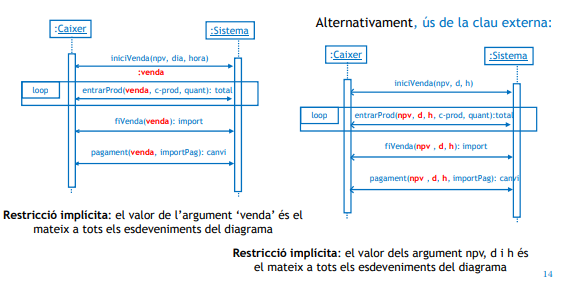 Alternativament, ús de la clau externa:
:Caixer
:Sistema
iniciVenda(npv, dia, hora)
:venda
loop
entrarProd(venda, c-prod, quant): total
fiVenda(venda): import
pagament(venda, importPag): canvi
Restricció implícita: el valor de l'argument ‘venda’ és el
mateix a tots els esdeveniments del diagrama
:Caixer
:Sistema
iniciVenda(npv, d, h)
loop
entrarProd(npv, d, h, c-prod, quant):total
fiVenda(npv , d, h): import
pagament(npv , d, h, importPag): canvi
Restricció implícita: el valor dels argument npv, d i h és
el mateix a tots els esdeveniments del diagrama
14